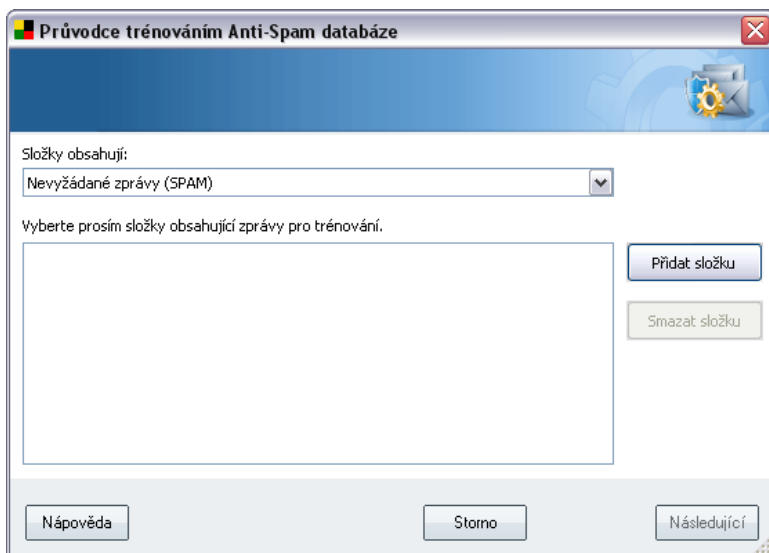 Průvodce trénováním Anti-Spam databáze
Složky obsahují:
Nevyžádané zprávy (SPAM)
Vyberte prosím složky obsahující zprávy pro trénování.
Přidat složku
Smazat složku
Nápověda
Storno
Následující